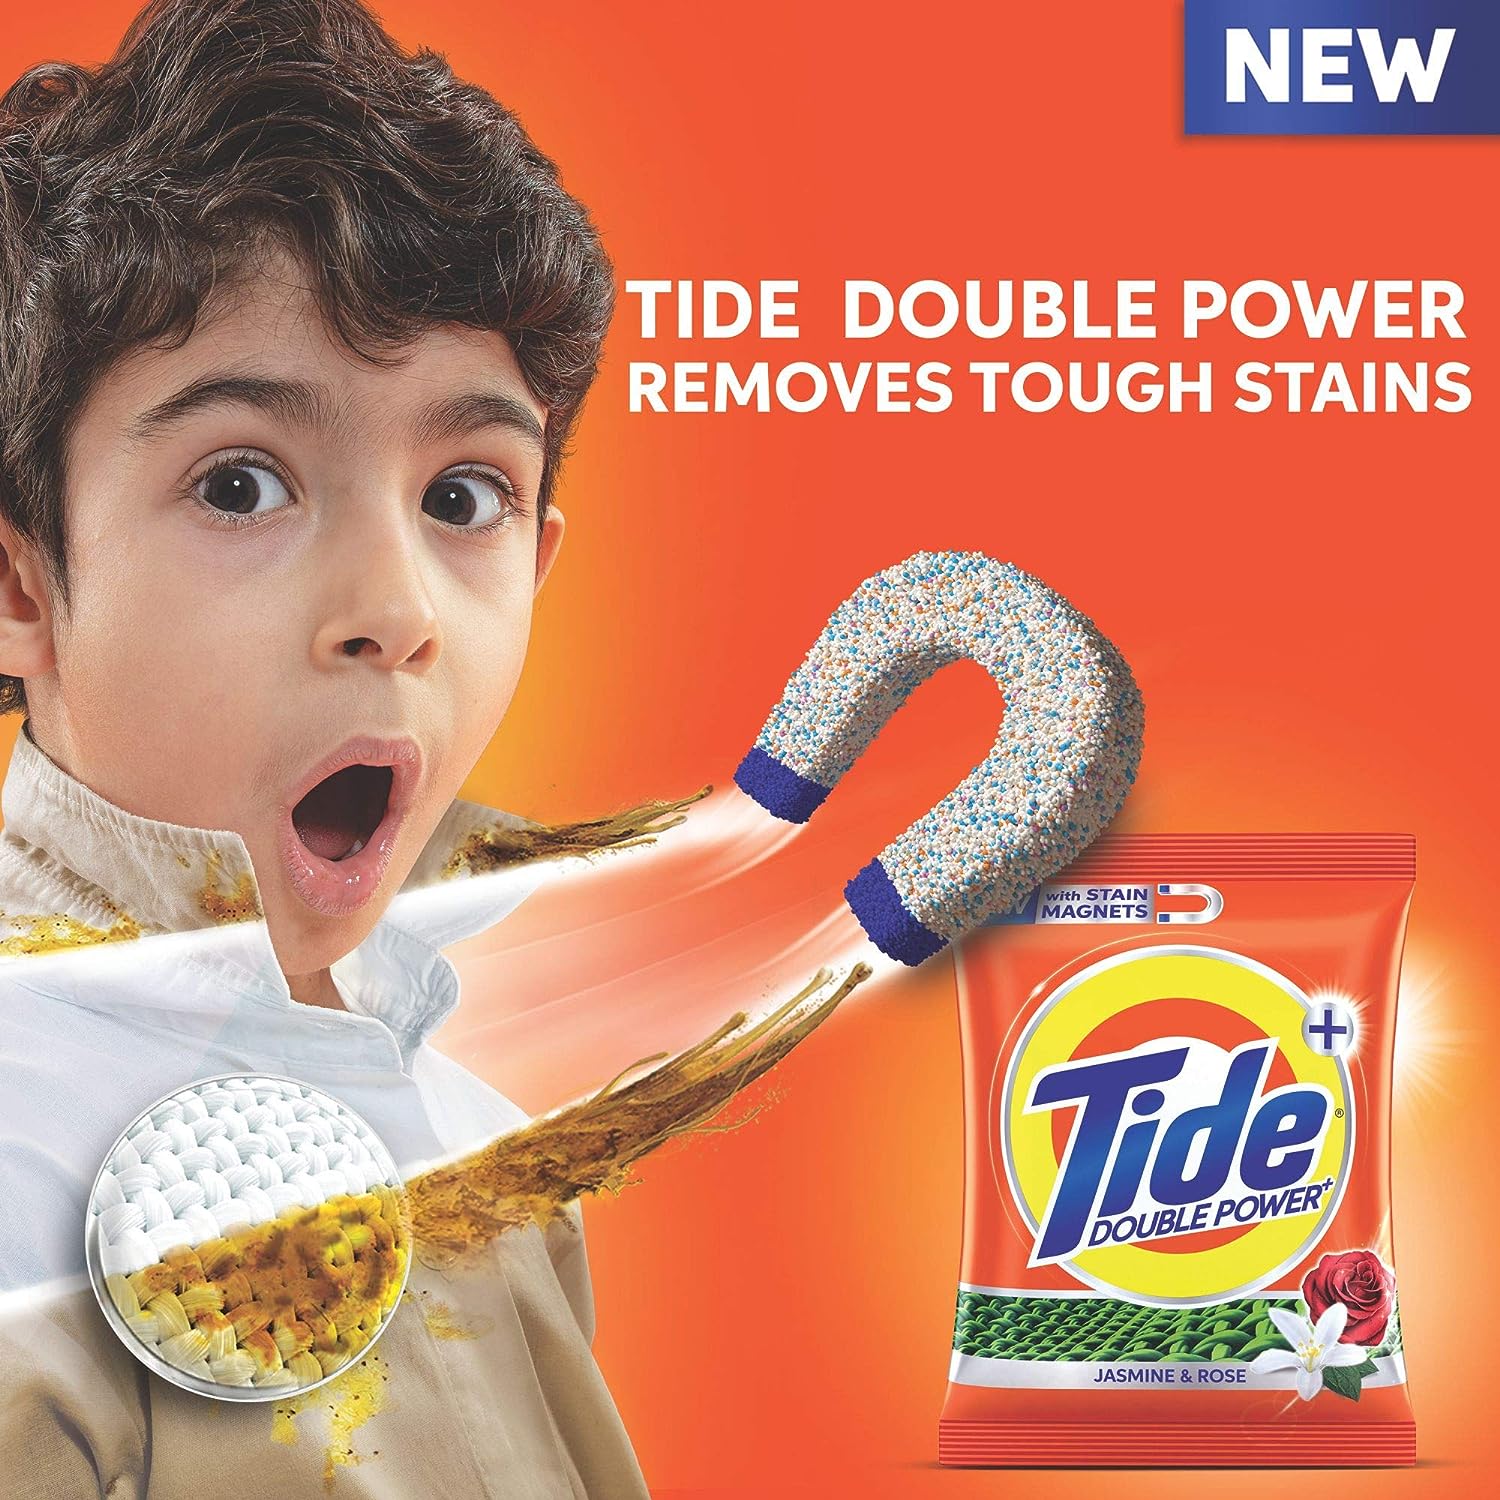 NEW
TIDE DOUBLE POWER
REMOVES TOUGH STAINS
with STAIN
MAGNETS
+
Tide®
DOUBLE POWER+
JASMINE & ROSE